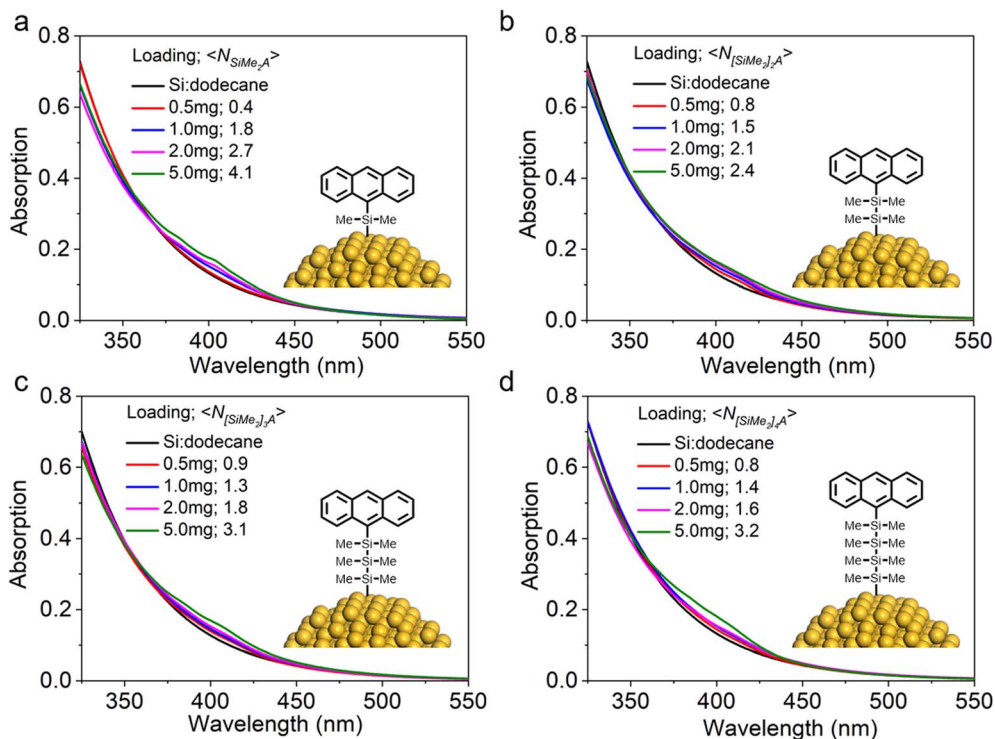 a
Loading; <N_{SiMe₂A}>
Si:dodecane
0.5mg; 0.4
1.0mg; 1.8
2.0mg; 2.7
5.0mg; 4.1
Me Si Me
0.8
0.6
0.4
0.2
0.0
Absorption
350 400 450 500 550
Wavelength (nm)
b
Loading; <N_{[SiMe₂]₂A}>
Si:dodecane
0.5mg; 0.8
1.0mg; 1.5
2.0mg; 2.1
5.0mg; 2.4
Me Si Me
Me Si Me
0.8
0.6
0.4
0.2
0.0
Absorption
350 400 450 500 550
Wavelength (nm)
c
Loading; <N_{[SiMe₂]₃A}>
Si:dodecane
0.5mg; 0.9
1.0mg; 1.3
2.0mg; 1.8
5.0mg; 3.1
Me Si Me
Me Si Me
Me Si Me
0.8
0.6
0.4
0.2
0.0
Absorption
350 400 450 500 550
Wavelength (nm)
d
Loading; <N_{[SiMe₂]₄A}>
Si:dodecane
0.5mg; 0.8
1.0mg; 1.4
2.0mg; 1.6
5.0mg; 3.2
Me Si Me
Me Si Me
Me Si Me
Me Si Me
0.8
0.6
0.4
0.2
0.0
Absorption
350 400 450 500 550
Wavelength (nm)